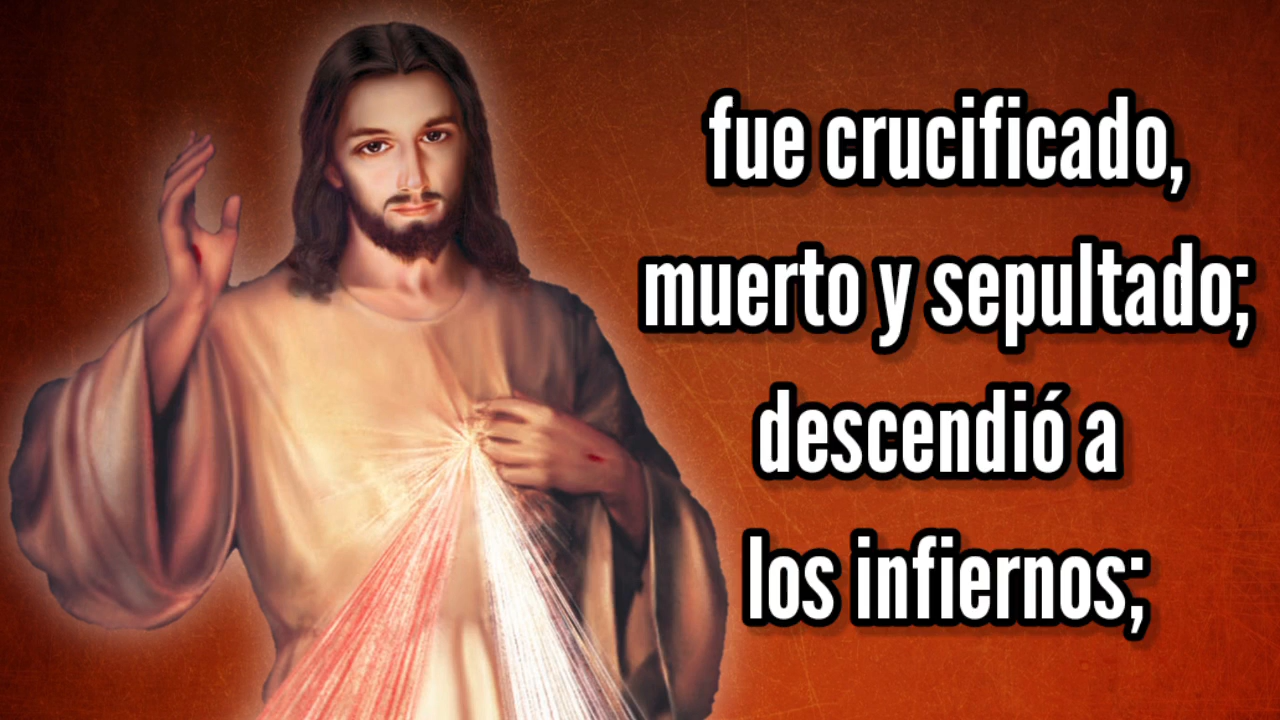 fue crucificado,
muerto y sepultado;
descendió a
los infiernos;